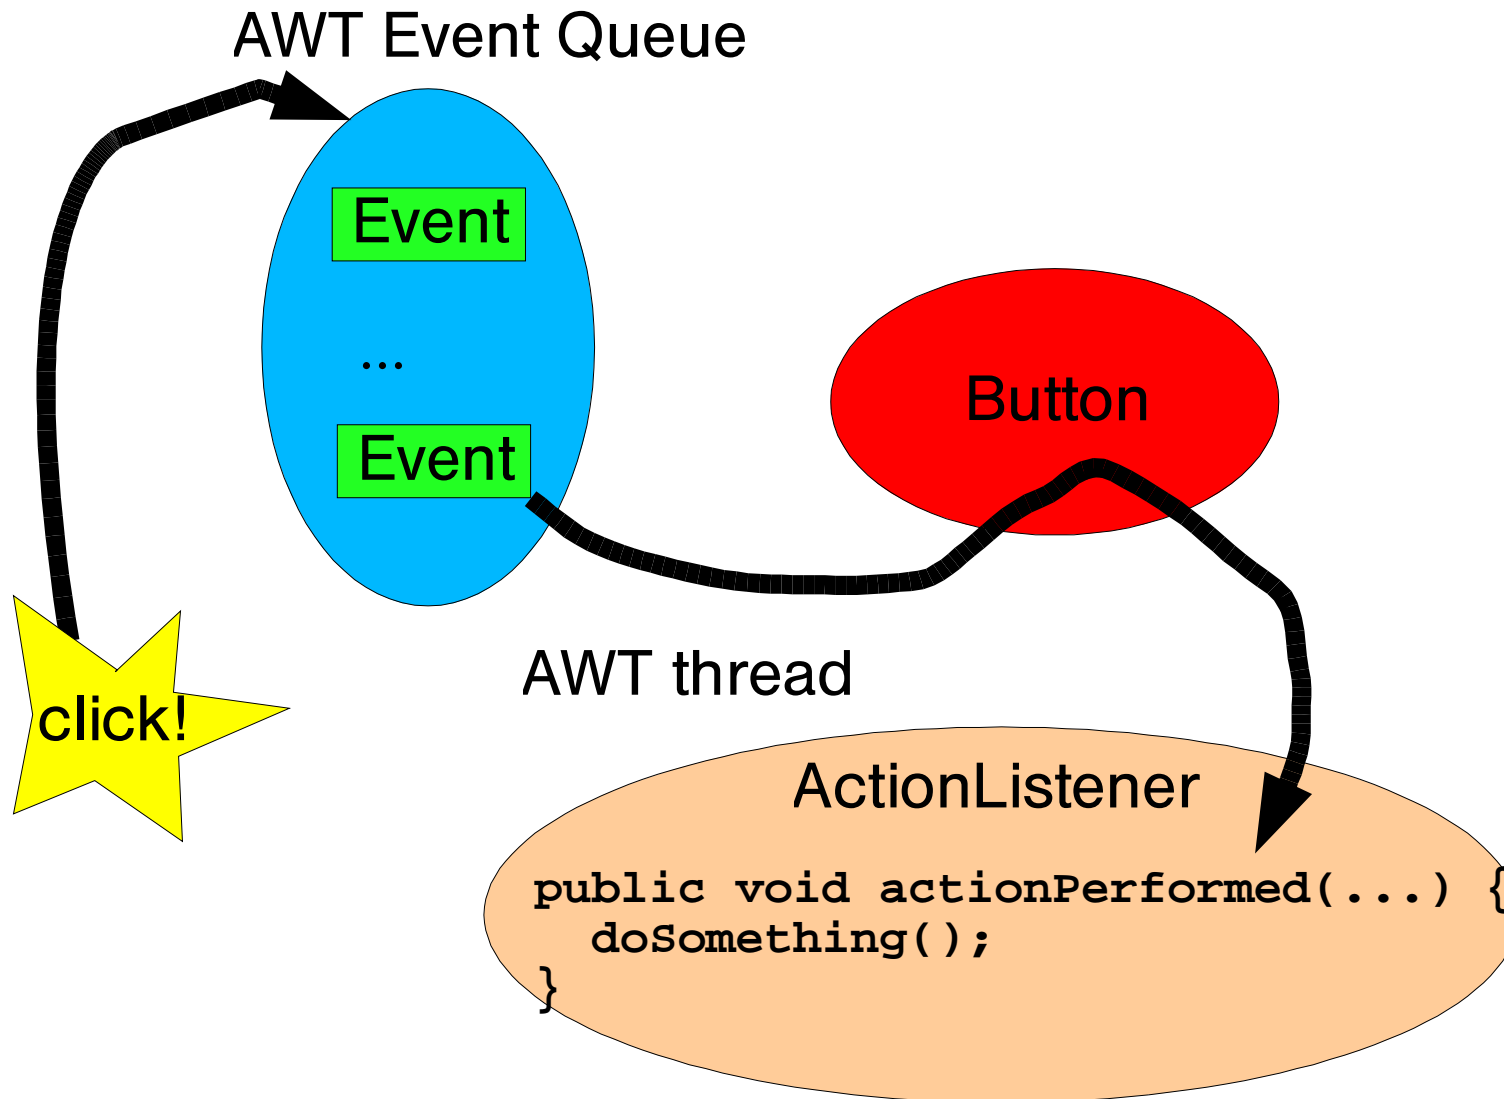 AWT Event Queue
Event
...
Event
Button
click!
AWT thread
ActionListener
public void actionPerformed(...) {
  doSomething();
}